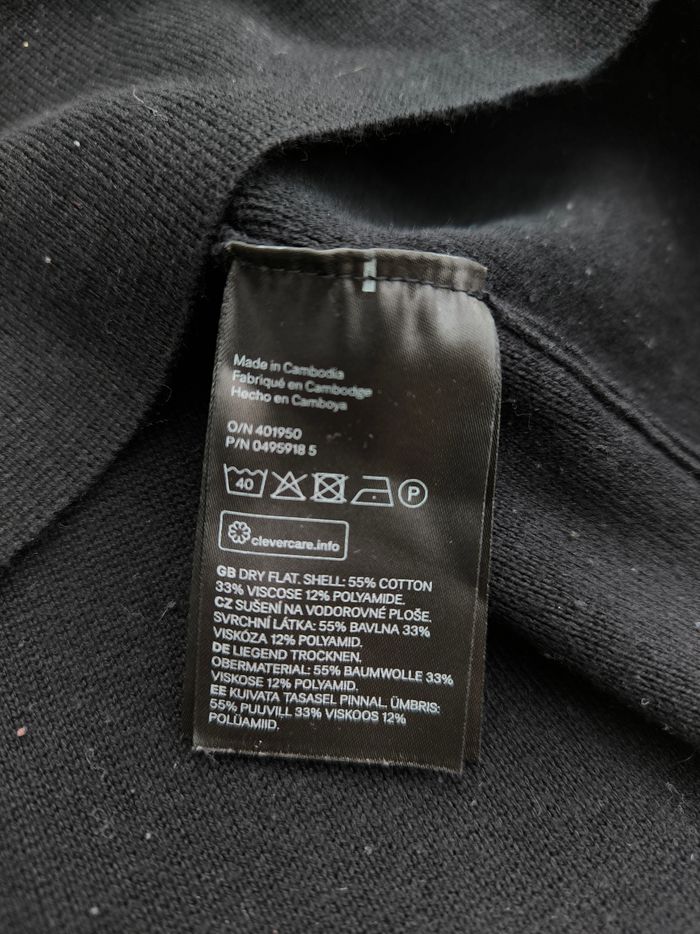 Made in Cambodia
Fabriqué en Cambodge
Hecho en Camboya
O/N 401950
P/N 0495918 5
40 P
clevercare.info
GB DRY FLAT. SHELL: 55% COTTON
33% VISCOSE 12% POLYAMIDE.
CZ SUŠENÍ NA VODOROVNÉ PLOŠE.
SVRCHNÍ LÁTKA: 55% BAVLNA 33%
VISKÓZA 12% POLYAMID.
DE LIEGEND TROCKNEN.
OBERMATERIAL: 55% BAUMWOLLE 33%
VISKOSE 12% POLYAMID.
EE KUIVATA TASASEL PINNAL. ÜMBRIS:
55% PUUVILL 33% VISKOOS 12%
POLÜAMIID.